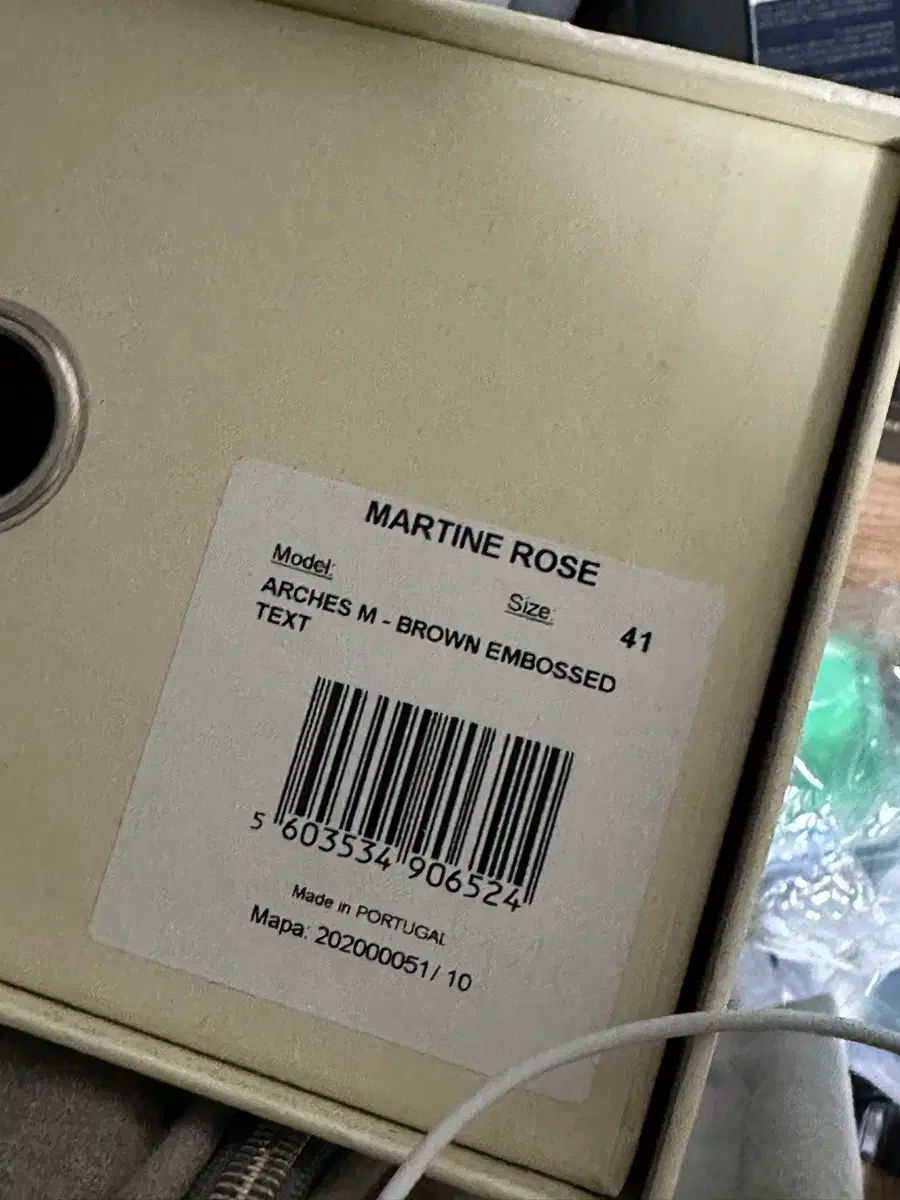 MARTINE ROSE
Model:
Size:
41
ARCHES M - BROWN EMBOSSED
TEXT
5 603534 906524
Made in PORTUGAL
Mapa: 202000051/ 10